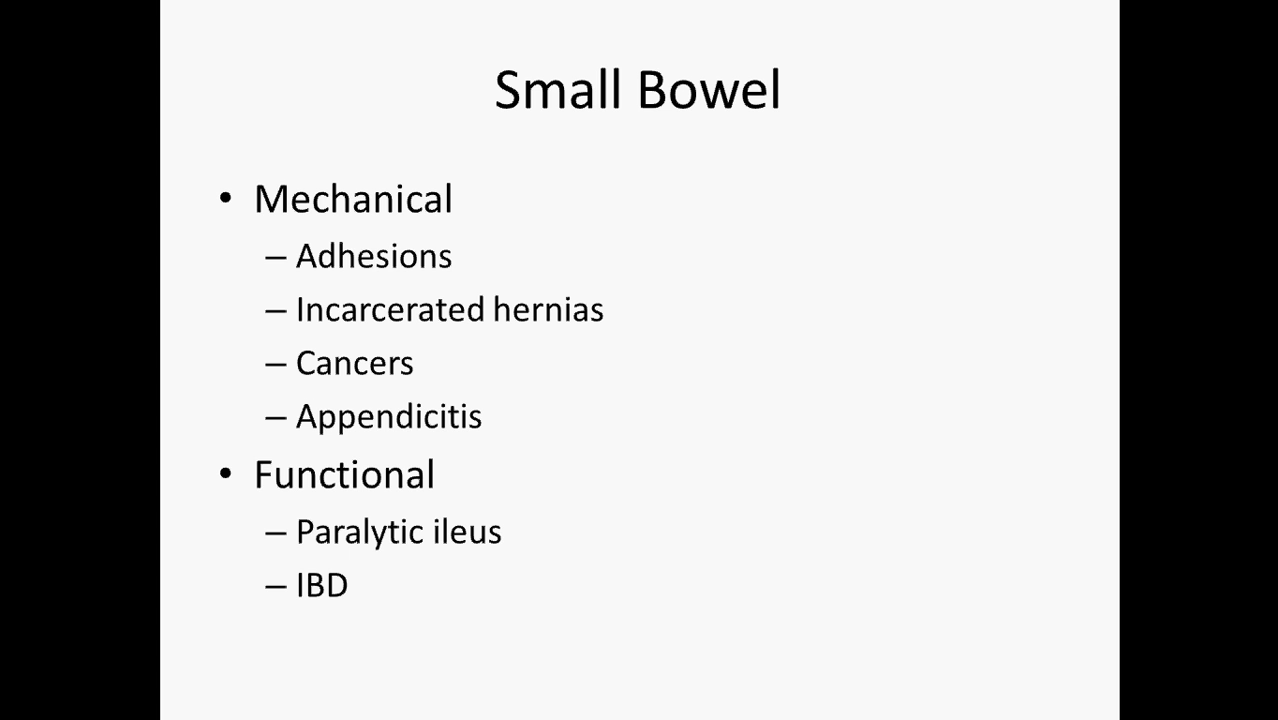 Small Bowel
• Mechanical
– Adhesions
– Incarcerated hernias
– Cancers
– Appendicitis
• Functional
– Paralytic ileus
– IBD